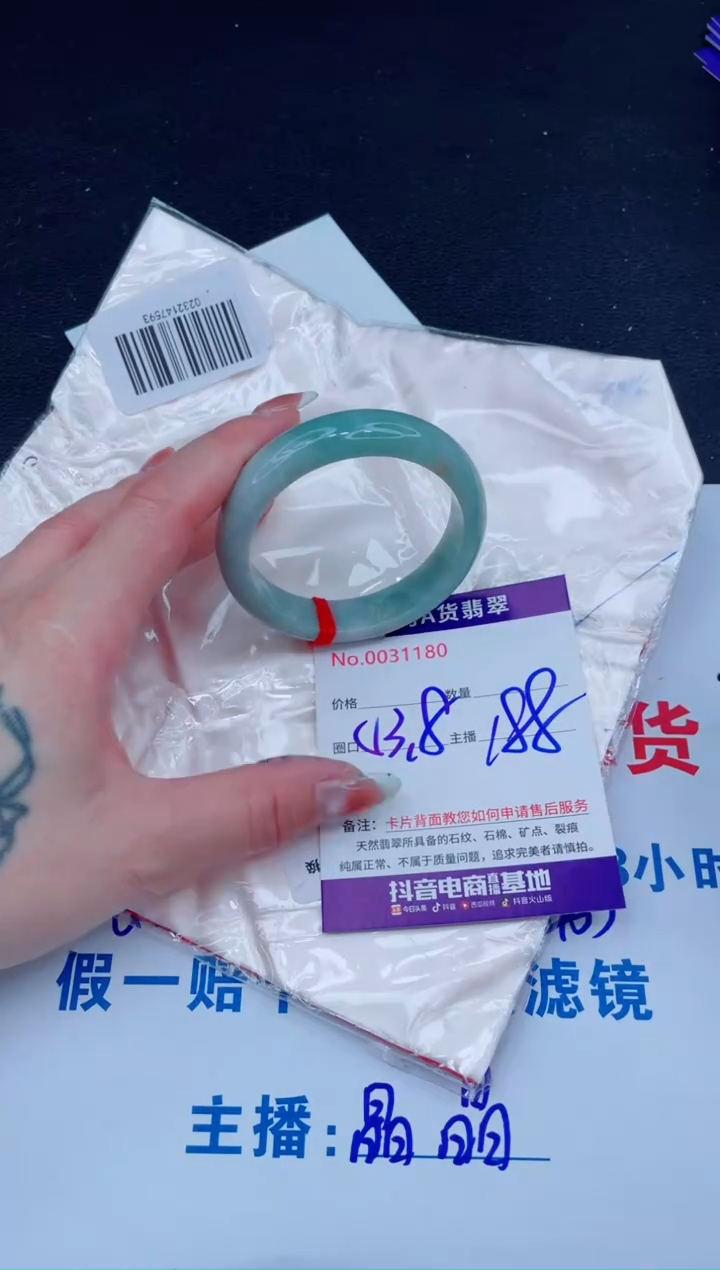 0232147593
A货翡翠
No.0031180
价格 数量
圈口 53.8 主播 188
备注: 卡片背面教您如何申请售后服务
天然翡翠所具备的石纹、石棉、矿点、裂痕
纯属正常、不属于质量问题，追求完美者请慎拍。
抖音电商直播基地
今日头条 抖音 西瓜视频 抖音火山版
货
小时
假一赔 滤镜
主播: 晶晶